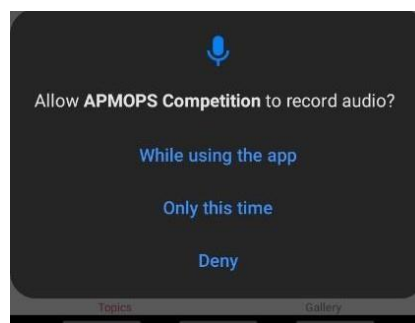 Allow APMOPS Competition to record audio?
While using the app
Only this time
Deny
Topics Gallery